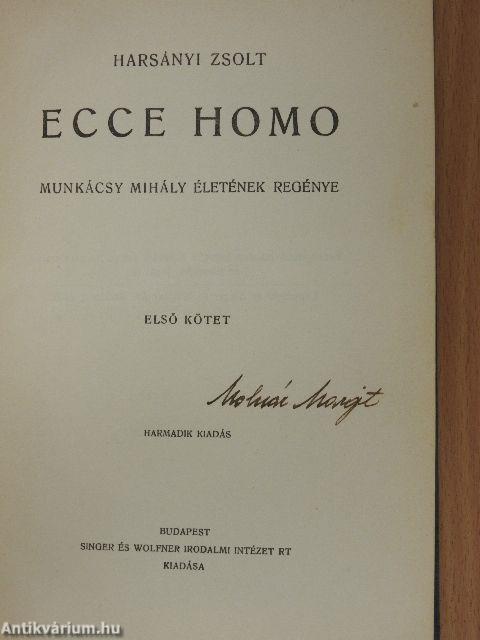 HARSÁNYI ZSOLT
ECCE HOMO
MUNKÁCSY MIHÁLY ÉLETÉNEK REGÉNYE
ELSŐ KÖTET
Molnár Margit
HARMADIK KIADÁS
BUDAPEST
SINGER ÉS WOLFNER IRODALMI INTÉZET RT
KIADÁSA
Antikvárium.hu